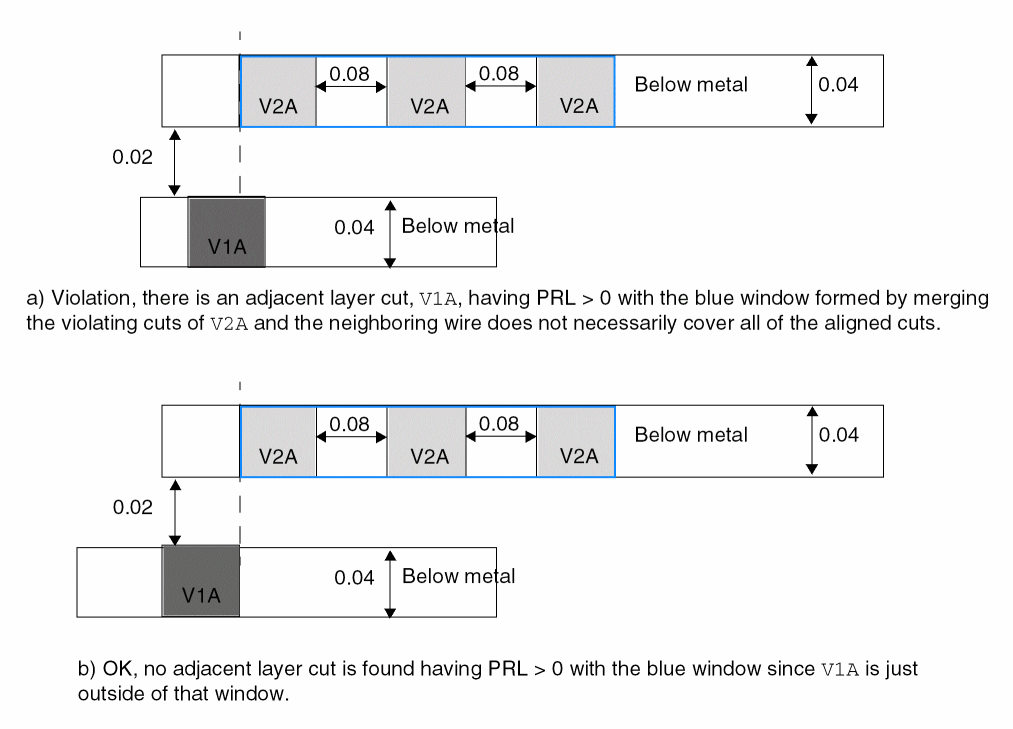 0.08 0.08 Below metal 0.04
V2A V2A V2A
0.02
0.04 Below metal
V1A
a) Violation, there is an adjacent layer cut, V1A, having PRL > 0 with the blue window formed by merging
the violating cuts of V2A and the neighboring wire does not necessarily cover all of the aligned cuts.
0.08 0.08 Below metal 0.04
V2A V2A V2A
0.02
0.04 Below metal
V1A
b) OK, no adjacent layer cut is found having PRL > 0 with the blue window since V1A is just
outside of that window.